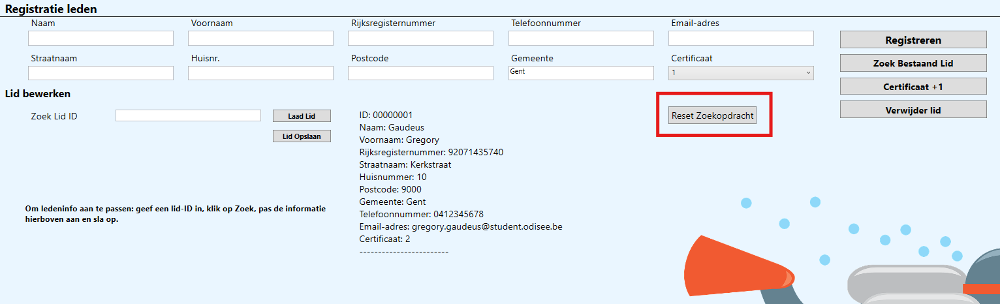 Registratie leden
Naam
Voornaam
Rijksregisternummer
Telefoonnummer
Email-adres
Straatnaam
Huisnr.
Postcode
Gemeente
Certificaat
Gent
1
Registreren
Zoek Bestaand Lid
Certificaat +1
Verwijder lid
Lid bewerken
Zoek Lid ID
Laad Lid
Lid Opslaan
Om ledeninfo aan te passen: geef een lid-ID in, klik op Zoek, pas de informatie
hierboven aan en sla op.
ID: 00000001
Naam: Gaudeus
Voornaam: Gregory
Rijksregisternummer: 92071435740
Straatnaam: Kerkstraat
Huisnummer: 10
Postcode: 9000
Gemeente: Gent
Telefoonnummer: 0412345678
Email-adres: gregory.gaudeus@student.odisee.be
Certificaat: 2
------------------------
Reset Zoekopdracht